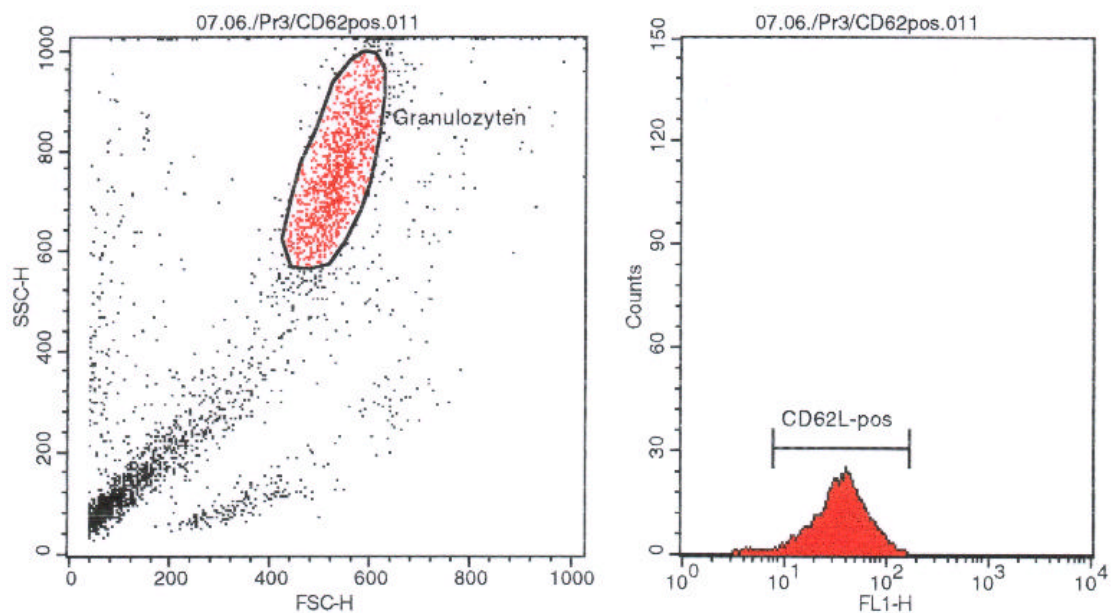 07.06./Pr3/CD62pos.011
1000
800
600
400
200
0
SSC-H
Granulozyten
0 200 400 600 800 1000
FSC-H
07.06./Pr3/CD62pos.011
150
120
90
60
30
0
Counts
CD62L-pos
10^0 10^1 10^2 10^3 10^4
FL1-H